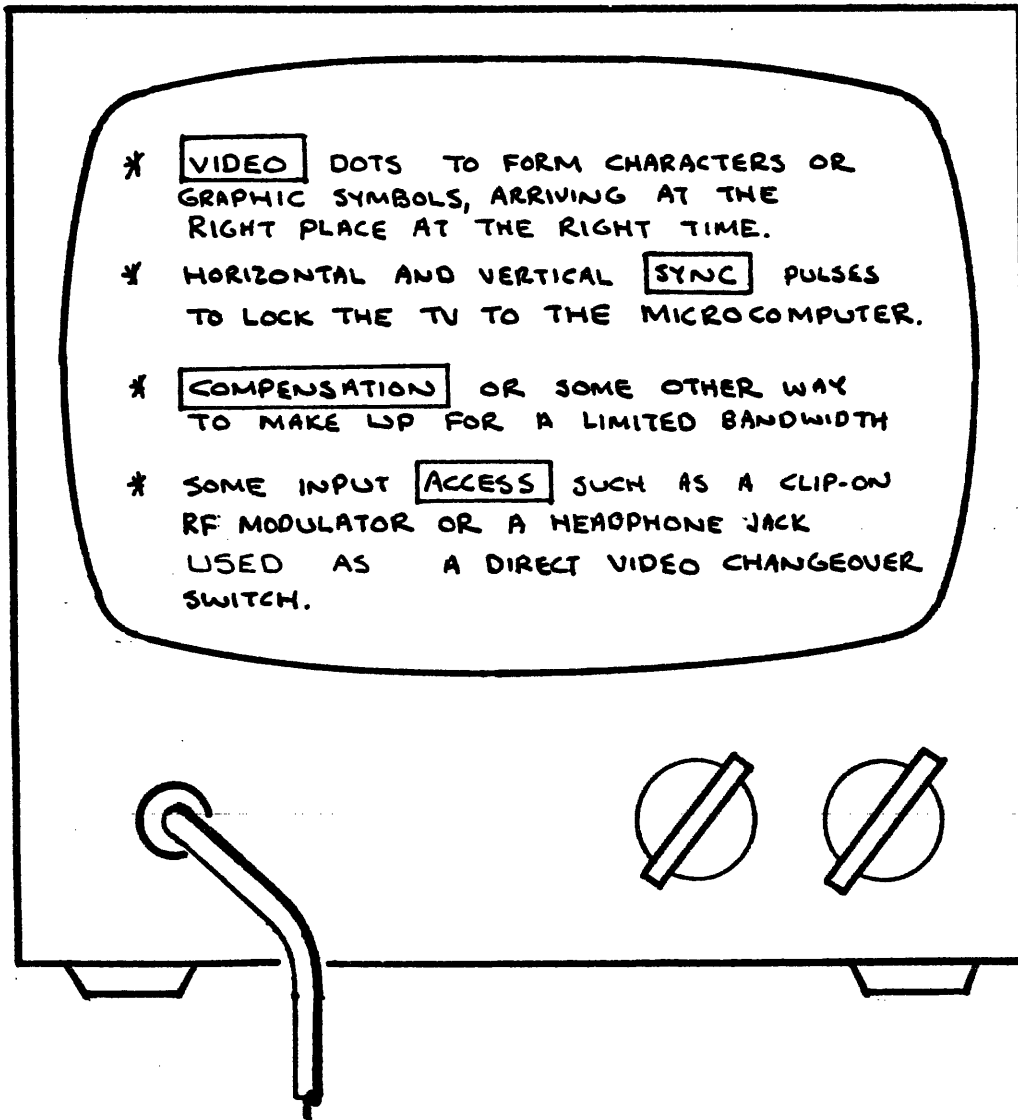 * VIDEO DOTS TO FORM CHARACTERS OR
GRAPHIC SYMBOLS, ARRIVING AT THE
RIGHT PLACE AT THE RIGHT TIME.
* HORIZONTAL AND VERTICAL SYNC PULSES
TO LOCK THE TV TO THE MICROCOMPUTER.
* COMPENSATION OR SOME OTHER WAY
TO MAKE UP FOR A LIMITED BANDWIDTH
* SOME INPUT ACCESS SUCH AS A CLIP-ON
RF MODULATOR OR A HEADPHONE JACK
USED AS A DIRECT VIDEO CHANGEOVER
SWITCH.